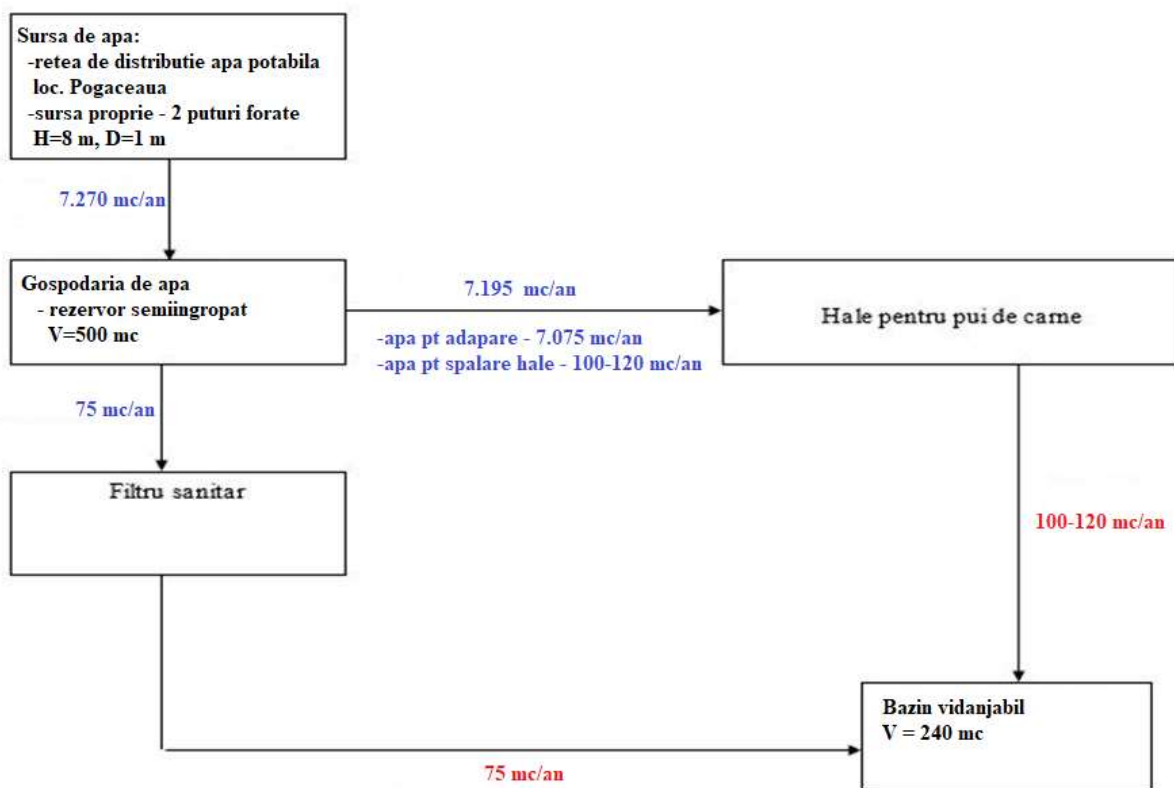 Sursa de apa:
-retea de distributie apa potabila
loc. Pogaceaua
-sursa proprie - 2 puturi forate
H=8 m, D=1 m
7.270 mc/an
Gospodaria de apa
- rezervor semiingropat
V=500 mc
7.195 mc/an
-apa pt adapare - 7.075 mc/an
-apa pt spalare hale - 100-120 mc/an
Hale pentru pui de carne
75 mc/an
Filtru sanitar
100-120 mc/an
Bazin vidanjabil
V = 240 mc
75 mc/an